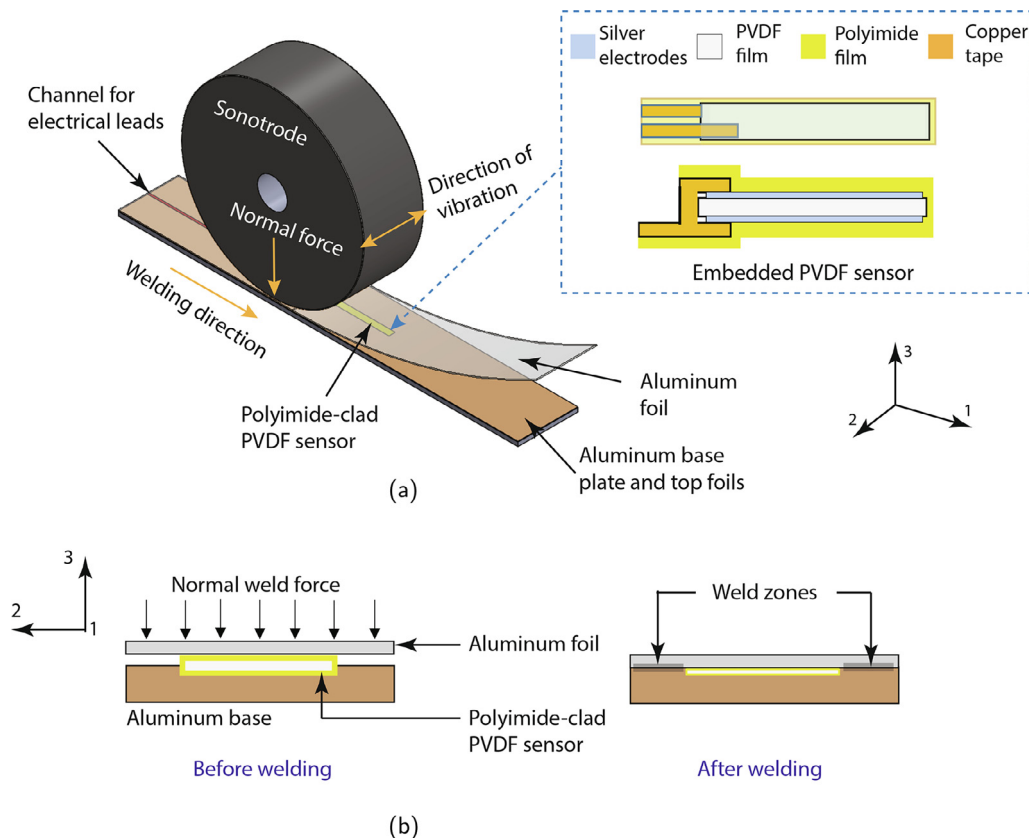 (a)
Silver
electrodes
PVDF
film
Polyimide
film
Copper
tape
Embedded PVDF sensor
Channel for
electrical leads
Sonotrode
Direction of
vibration
Normal force
Welding direction
Polyimide-clad
PVDF sensor
Aluminum
foil
Aluminum base
plate and top foils
3
2
1
(a)
3
2
1
Normal weld force
Aluminum foil
Aluminum base
Polyimide-clad
PVDF sensor
Before welding
Weld zones
After welding
(b)